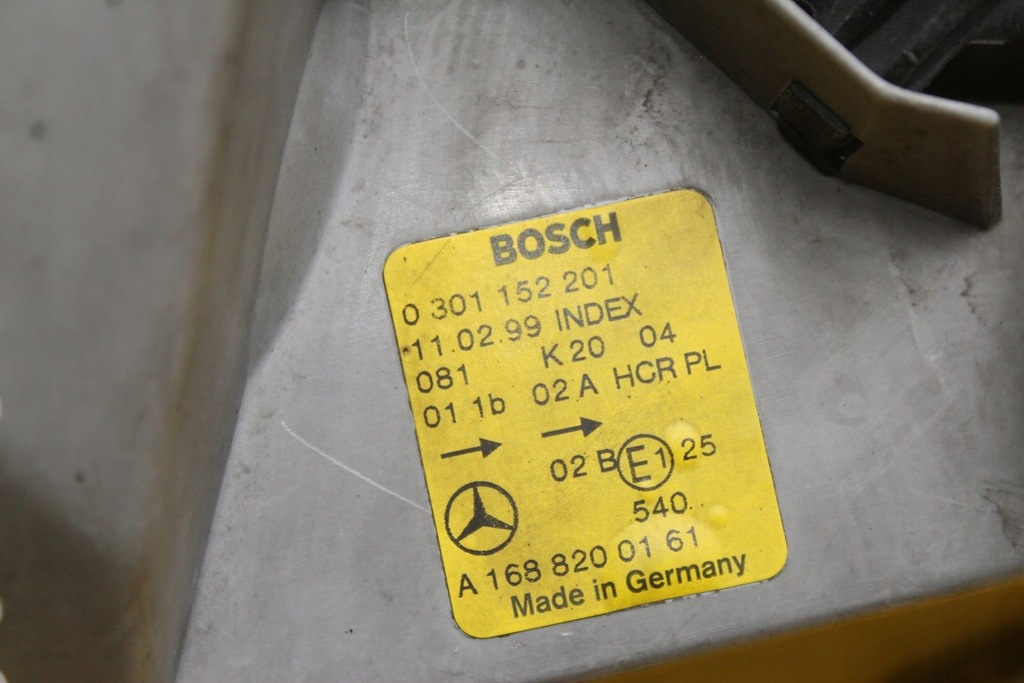 BOSCH
0 301 152 201
11.02.99 INDEX
081 K 20 04
01 1b 02 A HCR PL
→ →
02 B E1 25
540
A 168 820 01 61
Made in Germany